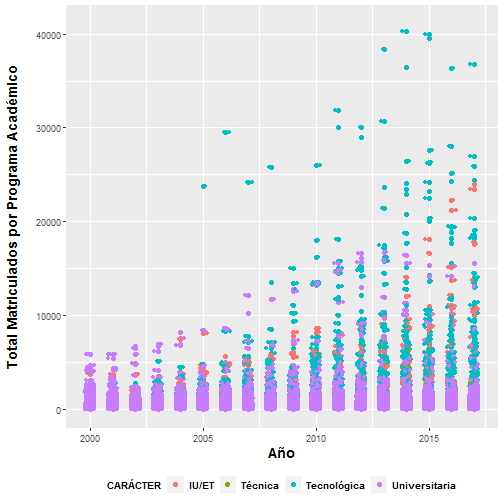 Total Matriculados por Programa Académico
40000
30000
20000
10000
0
2000 2005 2010 2015
Año
CARÁCTER IU/ET Técnica Tecnológica Universitaria